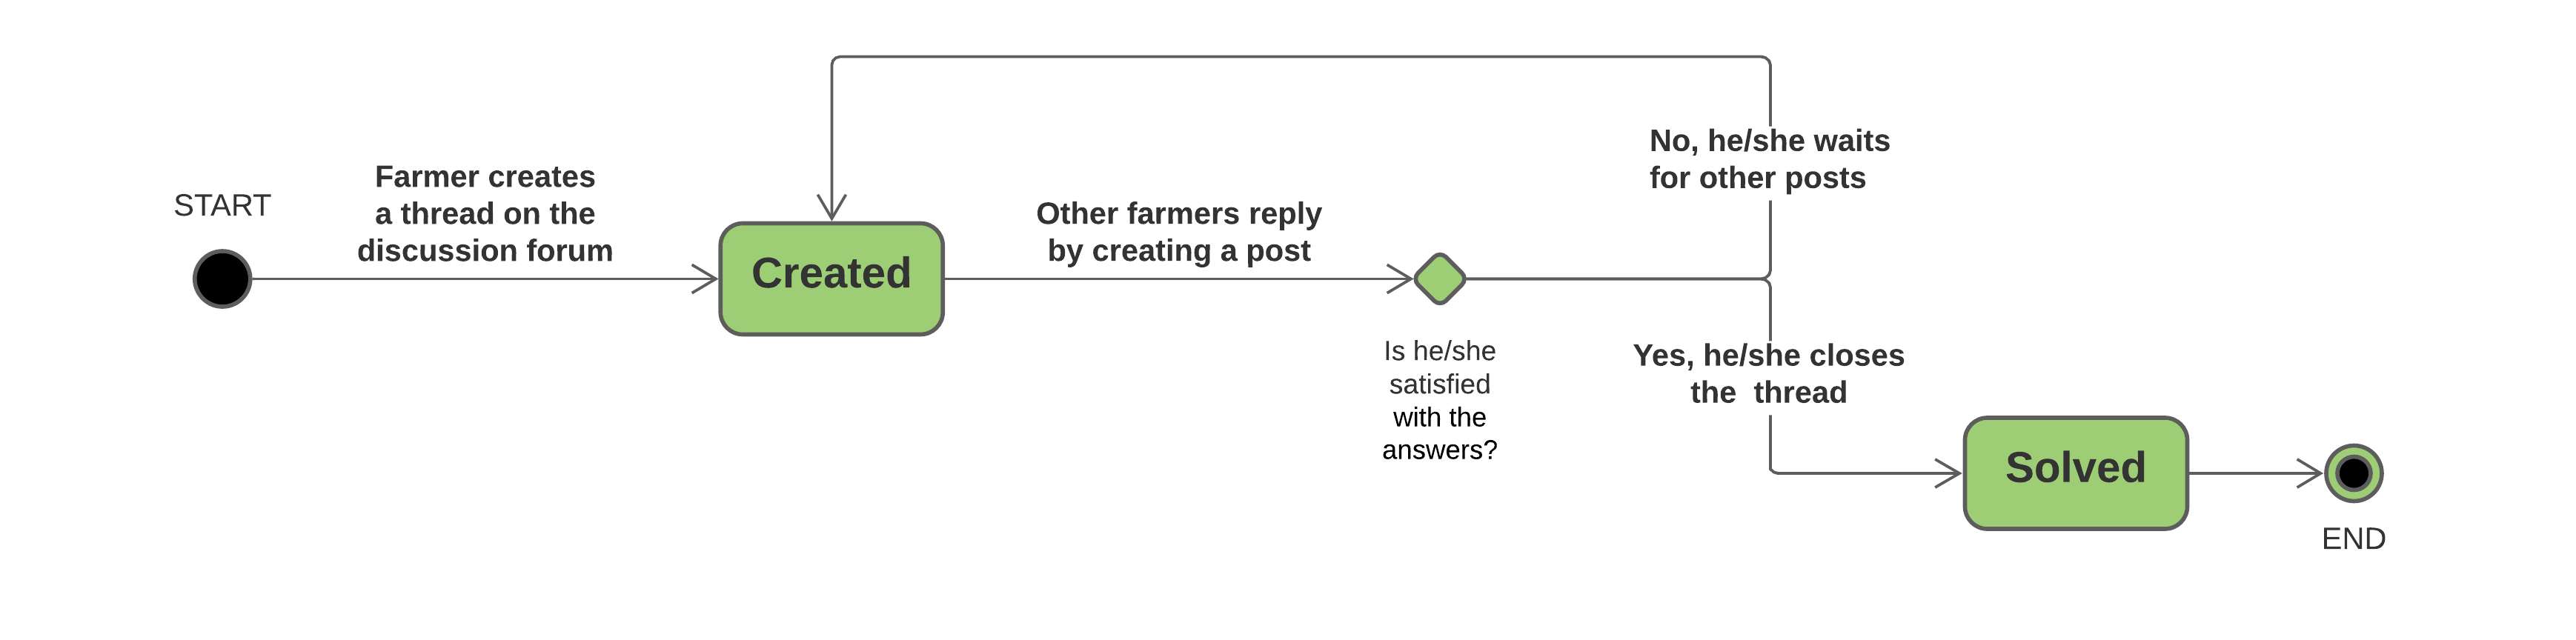 START
Farmer creates
a thread on the
discussion forum
Created
Other farmers reply
by creating a post
Is he/she
satisfied
with the
answers?
No, he/she waits
for other posts
Yes, he/she closes
the  thread
Solved
END